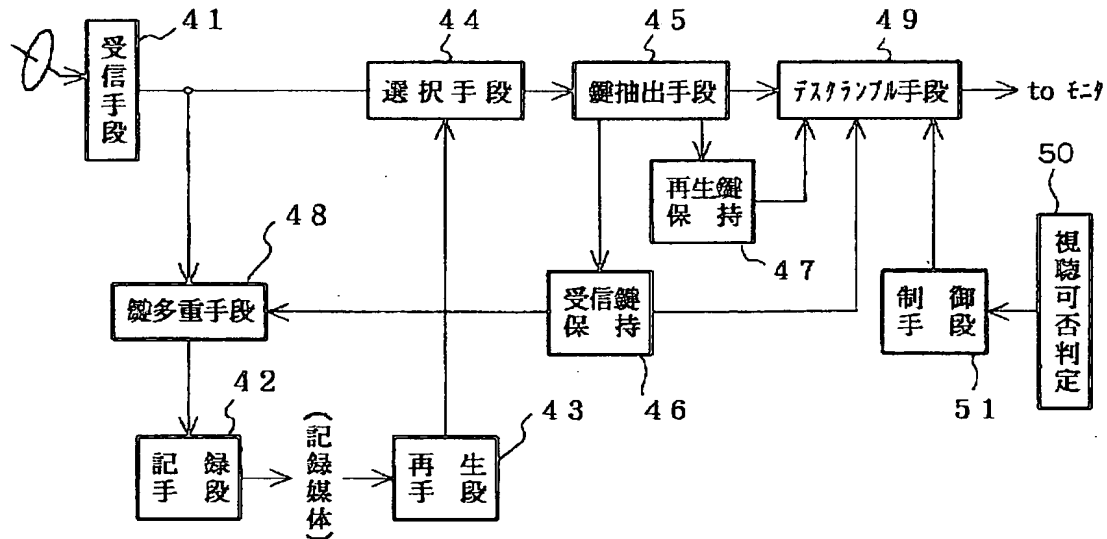 41
受信手段
44
選択手段
45
鍵抽出手段
49
デスクランブル手段
to モニタ
再生鍵
保持
47
50
視聴可否判定
48
鍵多重手段
受信鍵
保持
46
制御
手段
51
42
記録
手段
(記録媒体)
43
再生
手段